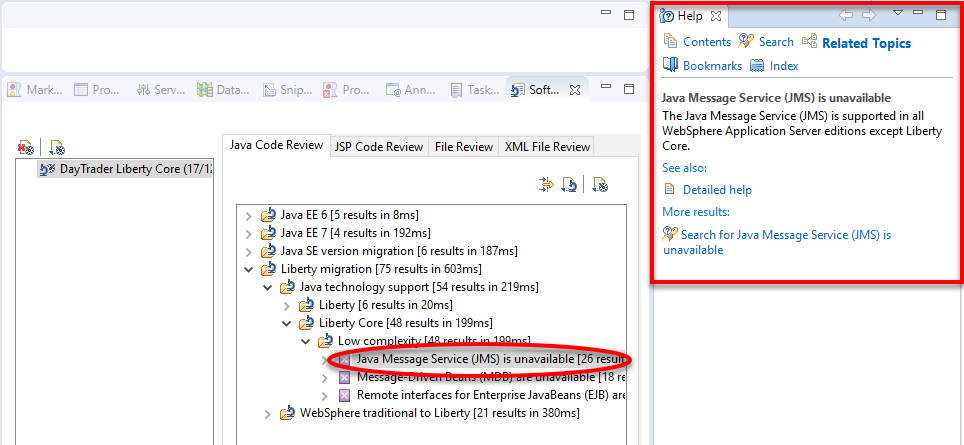 Help
Contents Search Related Topics
Bookmarks Index
Java Message Service (JMS) is unavailable
The Java Message Service (JMS) is supported in all
WebSphere Application Server editions except Liberty
Core.
See also:
Detailed help
More results:
Search for Java Message Service (JMS) is
unavailable
Mark... Pro... Serv... Data... Snip... Pro... Ann... Task... Soft...
DayTrader Liberty Core (17/12
Java Code Review JSP Code Review File Review XML File Review
Java EE 6 [5 results in 8ms]
Java EE 7 [4 results in 192ms]
Java SE version migration [6 results in 187ms]
Liberty migration [75 results in 603ms]
Java technology support [54 results in 219ms]
Liberty [6 results in 20ms]
Liberty Core [48 results in 199ms]
Low complexity [48 results in 199ms]
Java Message Service (JMS) is unavailable [26 result
Message-Driven Beans (MDB) are unavailable [18 re
Remote interfaces for Enterprise JavaBeans (EJB) are
WebSphere traditional to Liberty [21 results in 380ms]